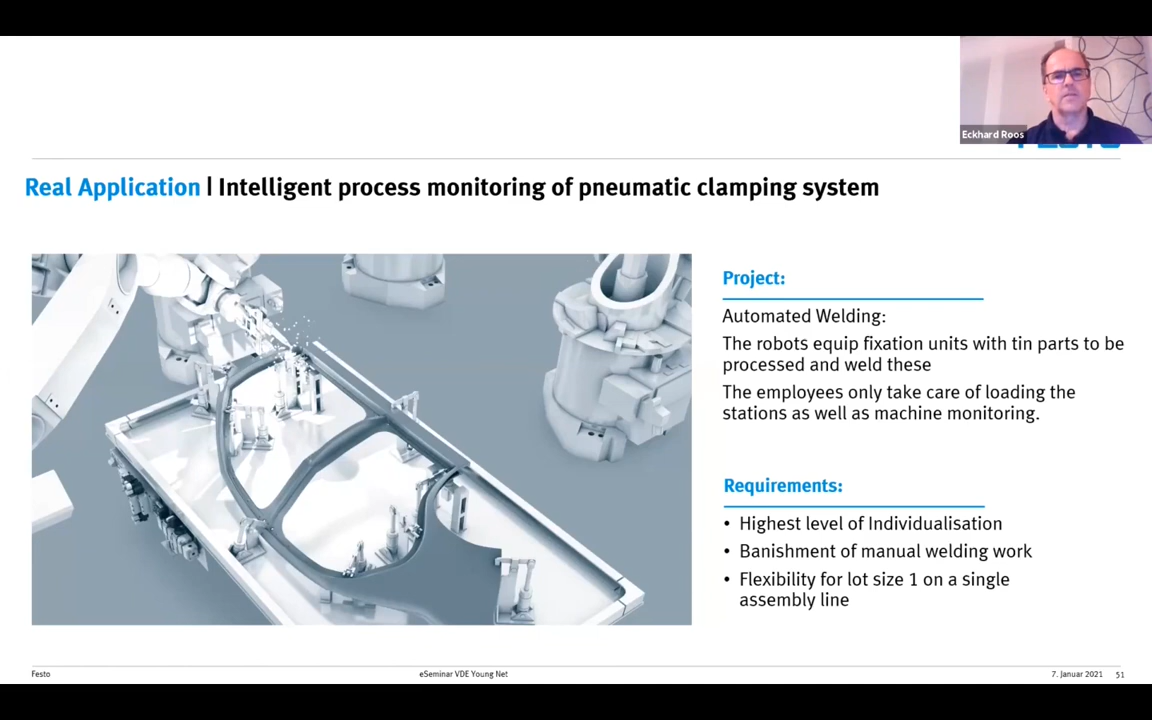 Eckhard Roos
Real Application | Intelligent process monitoring of pneumatic clamping system
Project:
Automated Welding:
The robots equip fixation units with tin parts to be
processed and weld these
The employees only take care of loading the
stations as well as machine monitoring.
Requirements:
• Highest level of Individualisation
• Banishment of manual welding work
• Flexibility for lot size 1 on a single
assembly line
Festo
eSeminar VDE Young Net
7. Januar 2021
51